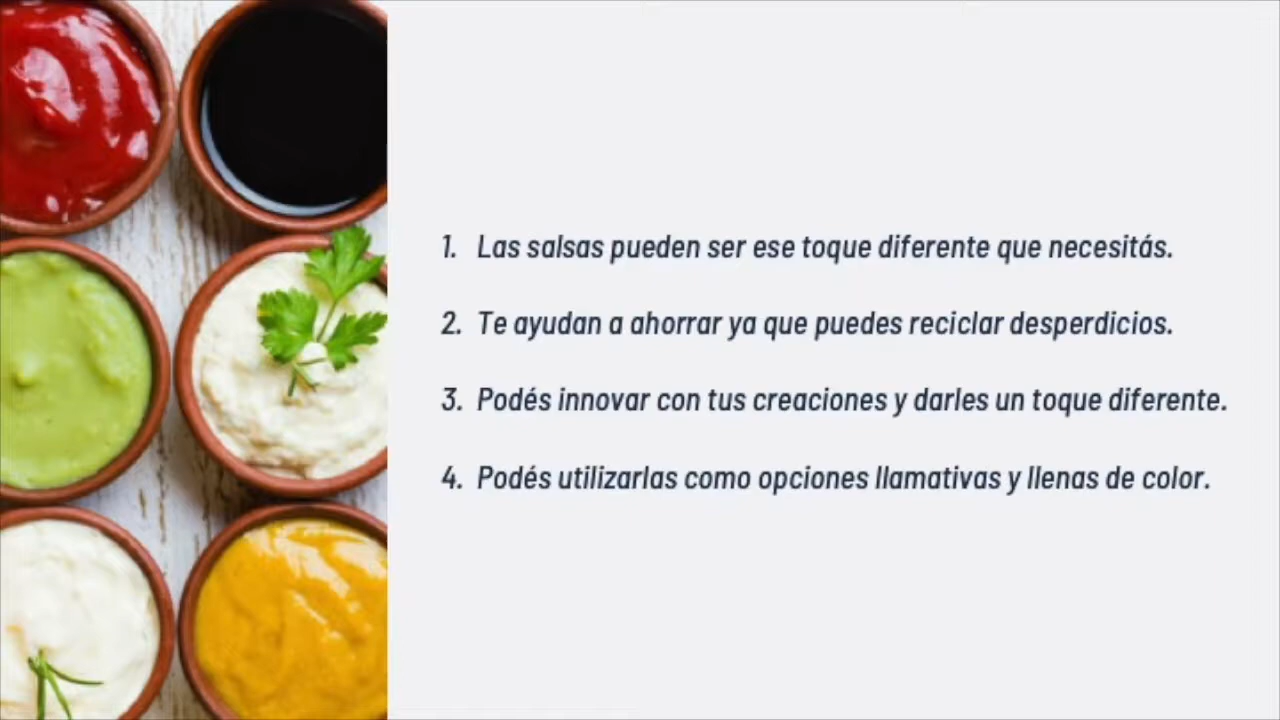 1. Las salsas pueden ser ese toque diferente que necesitás.
2. Te ayudan a ahorrar ya que puedes reciclar desperdicios.
3. Podés innovar con tus creaciones y darles un toque diferente.
4. Podés utilizarlas como opciones llamativas y llenas de color.